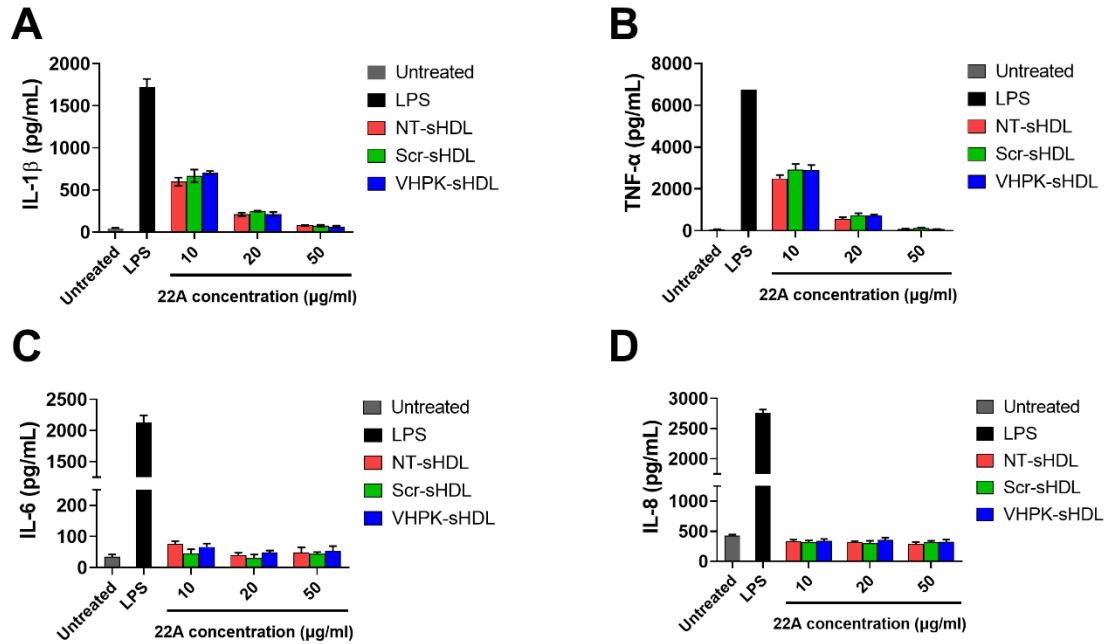 A
IL-1β (pg/mL)
2000
1500
1000
500
0
Untreated
LPS
10
20
50
22A concentration (μg/ml)
Untreated
LPS
NT-sHDL
Scr-sHDL
VHPK-sHDL
B
TNF-α (pg/mL)
8000
6000
4000
2000
0
Untreated
LPS
10
20
50
22A concentration (μg/ml)
Untreated
LPS
NT-sHDL
Scr-sHDL
VHPK-sHDL
C
IL-6 (pg/mL)
2500
2000
1500
100
50
0
Untreated
LPS
10
20
50
22A concentration (μg/ml)
Untreated
LPS
NT-sHDL
Scr-sHDL
VHPK-sHDL
D
IL-8 (pg/mL)
3000
2500
2000
1000
500
0
Untreated
LPS
10
20
50
22A concentration (μg/ml)
Untreated
LPS
NT-sHDL
Scr-sHDL
VHPK-sHDL